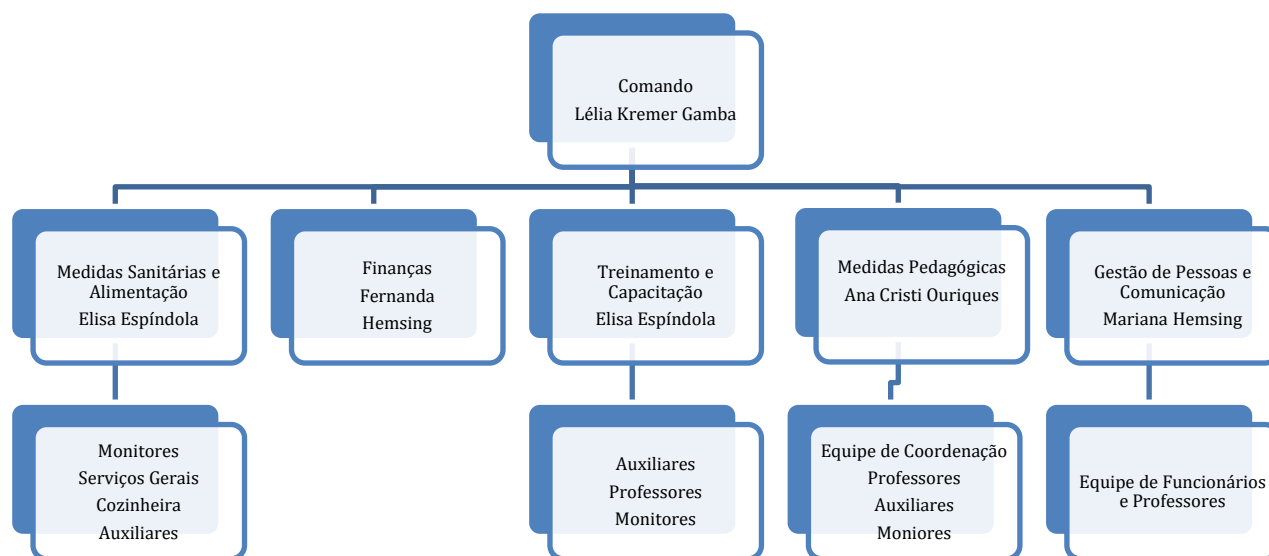 Comando
Lélia Kremer Gamba
Medidas Sanitárias e
Alimentação
Elisa Espíndola
Finanças
Fernanda
Hemsing
Treinamento e
Capacitação
Elisa Espíndola
Medidas Pedagógicas
Ana Cristi Ouriques
Gestão de Pessoas e
Comunicação
Mariana Hemsing
Monitores
Serviços Gerais
Cozinheira
Auxiliares
Auxiliares
Professores
Monitores
Equipe de Coordenação
Professores
Auxiliares
Moniores
Equipe de Funcionários
e Professores